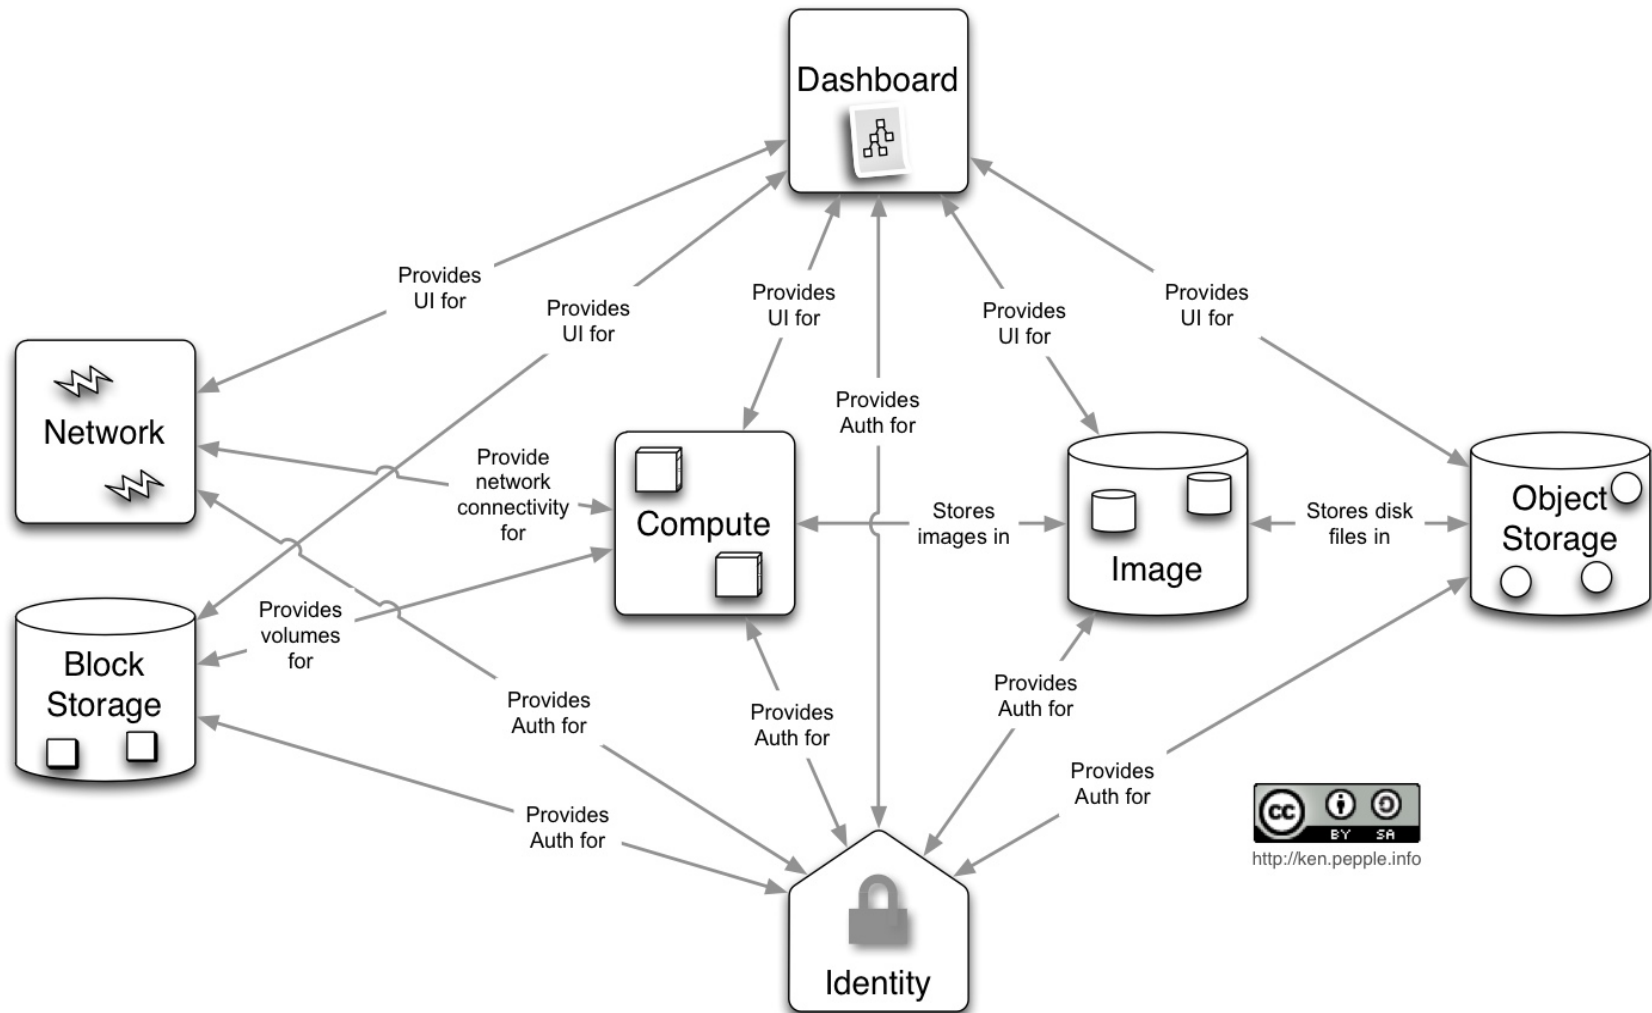 Dashboard
Provides
UI for
Provides
UI for
Provides
UI for
Provides
UI for
Provides
UI for
Network
Provides
Auth for
Provide
network
connectivity
for
Compute
Stores
images in
Image
Stores disk
files in
Object
Storage
Block
Storage
Provides
volumes
for
Provides
Auth for
Provides
Auth for
Provides
Auth for
Provides
Auth for
Provides
Auth for
Identity
cc
BY SA
http://ken.pepple.info